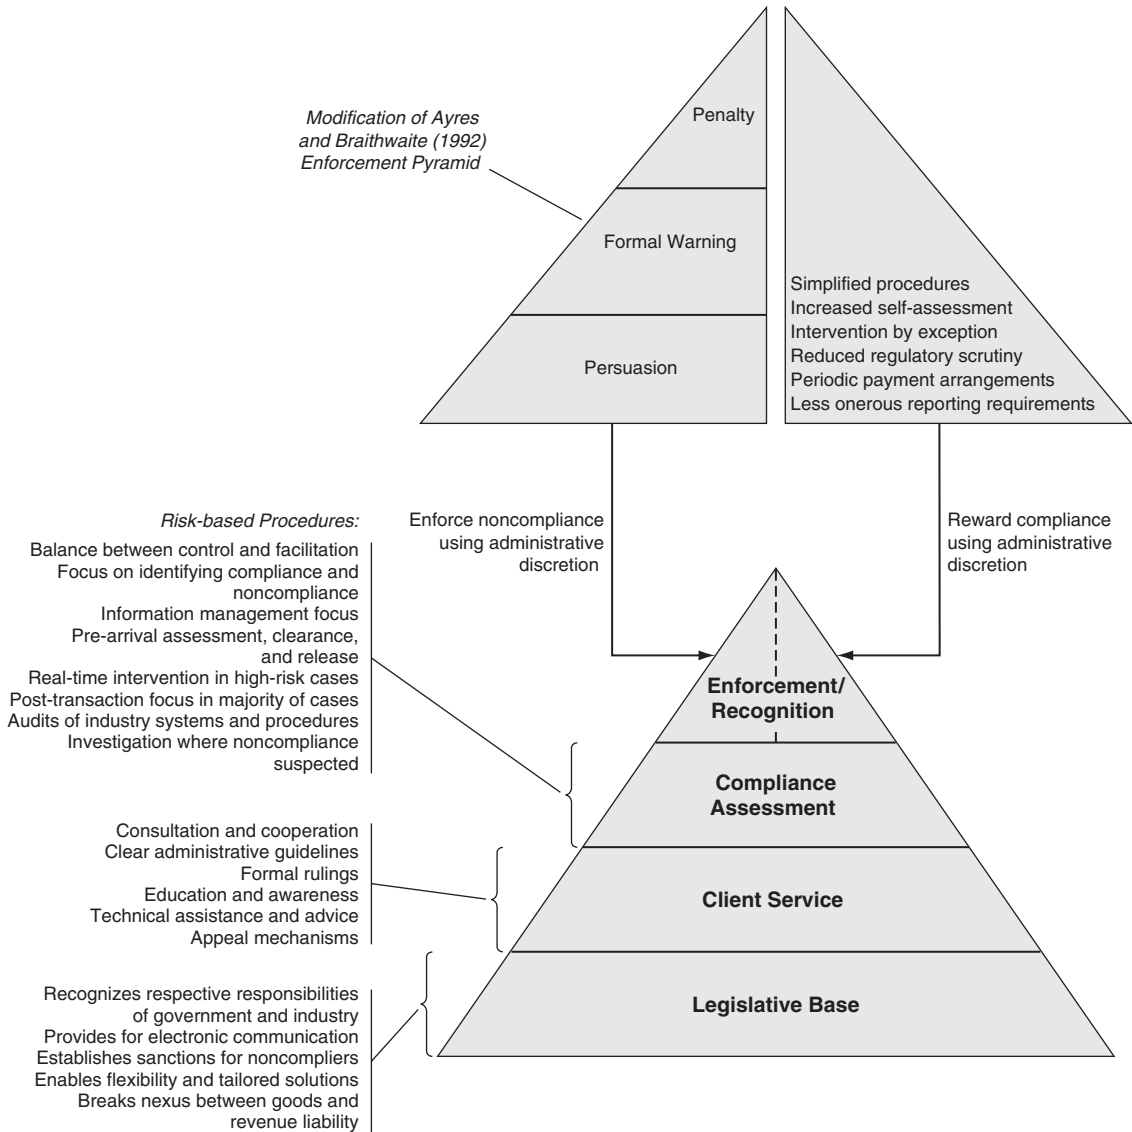 Modification of Ayres
and Braithwaite (1992)
Enforcement Pyramid
Penalty
Formal Warning
Persuasion
Simplified procedures
Increased self-assessment
Intervention by exception
Reduced regulatory scrutiny
Periodic payment arrangements
Less onerous reporting requirements
Enforce noncompliance
using administrative
discretion
Reward compliance
using administrative
discretion
Risk-based Procedures:
Balance between control and facilitation
Focus on identifying compliance and
noncompliance
Information management focus
Pre-arrival assessment, clearance,
and release
Real-time intervention in high-risk cases
Post-transaction focus in majority of cases
Audits of industry systems and procedures
Investigation where noncompliance
suspected
Enforcement/
Recognition
Compliance
Assessment
Consultation and cooperation
Clear administrative guidelines
Formal rulings
Education and awareness
Technical assistance and advice
Appeal mechanisms
Client Service
Recognizes respective responsibilities
of government and industry
Provides for electronic communication
Establishes sanctions for noncompliers
Enables flexibility and tailored solutions
Breaks nexus between goods and
revenue liability
Legislative Base